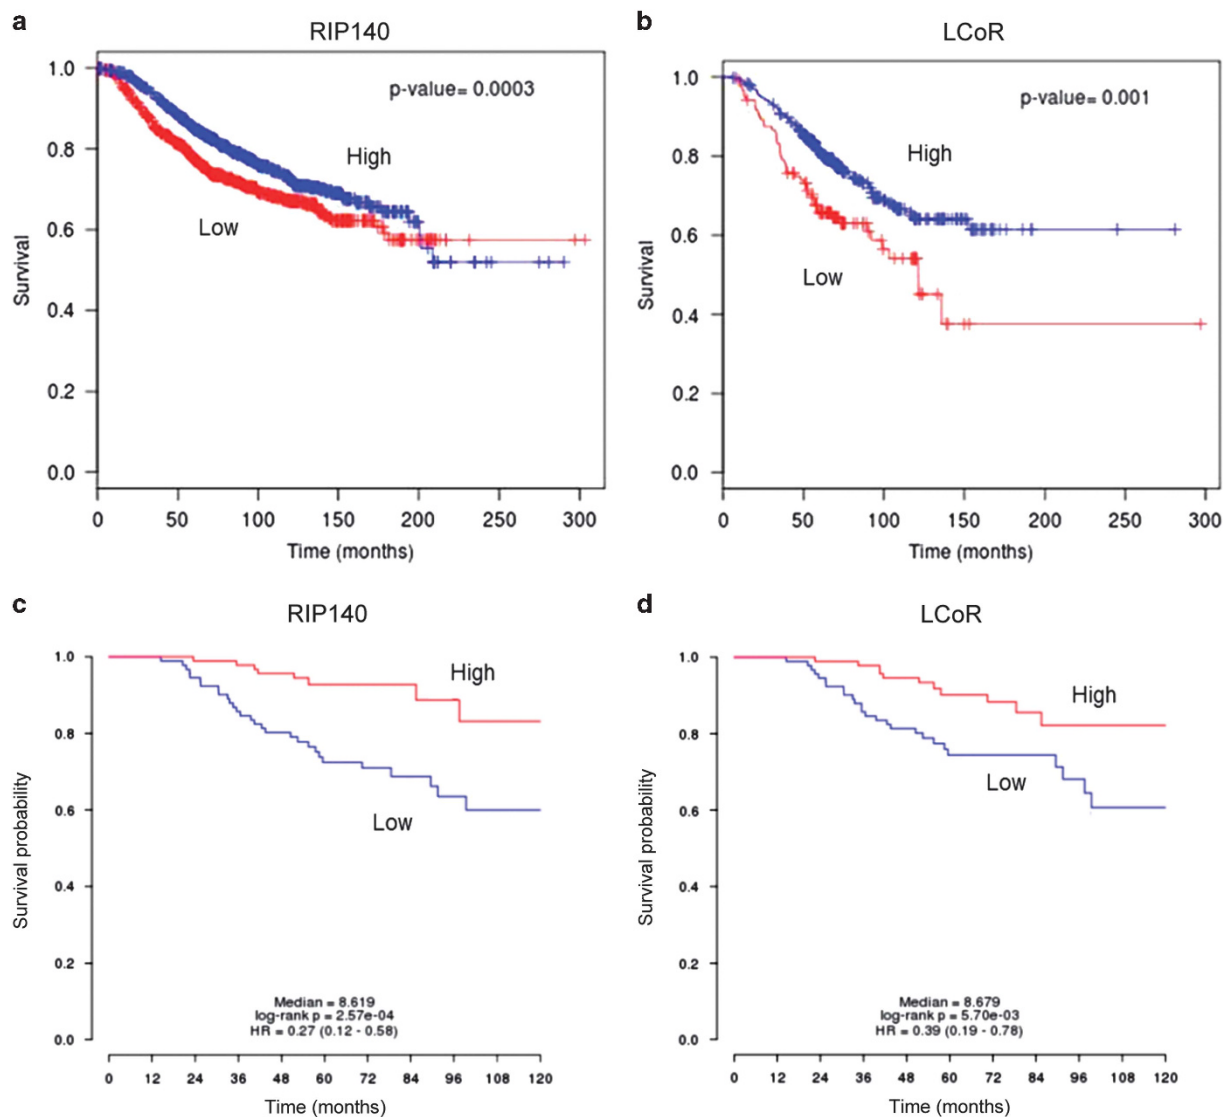 a
RIP140
1.0
0.8
0.6
0.4
0.2
0.0
Survival
p-value= 0.0003
High
Low
0 50 100 150 200 250 300
Time (months)
b
LCoR
1.0
0.8
0.6
0.4
0.2
0.0
Survival
p-value= 0.001
High
Low
0 50 100 150 200 250 300
Time (months)
c
RIP140
1.0
0.8
0.6
0.4
0.2
0.0
Survival probability
High
Low
Median = 8.619
log-rank p = 2.57e-04
HR = 0.27 (0.12 - 0.58)
0 12 24 36 48 60 72 84 96 108 120
Time (months)
d
LCoR
1.0
0.8
0.6
0.4
0.2
0.0
Survival probability
High
Low
Median = 8.679
log-rank p = 5.70e-03
HR = 0.39 (0.19 - 0.78)
0 12 24 36 48 60 72 84 96 108 120
Time (months)